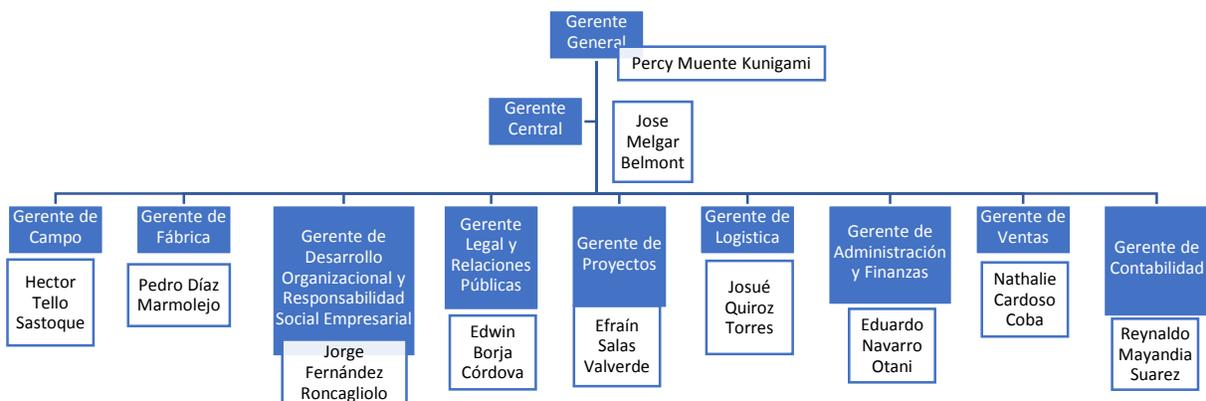 Gerente
General
Percy Muente Kunigami
Gerente
Central
Jose
Melgar
Belmont
Gerente de
Campo
Hector
Tello
Sastoque
Gerente de
Fábrica
Pedro Díaz
Marmolejo
Gerente de
Desarrollo
Organizacional y
Responsabilidad
Social Empresarial
Jorge
Fernández
Roncagliolo
Gerente
Legal y
Relaciones
Públicas
Edwin
Borja
Córdova
Gerente de
Proyectos
Efraín
Salas
Valverde
Gerente de
Logistica
Josué
Quiroz
Torres
Gerente de
Administración
y Finanzas
Eduardo
Navarro
Otani
Gerente de
Ventas
Nathalie
Cardoso
Coba
Gerente de
Contabilidad
Reynaldo
Mayandia
Suarez